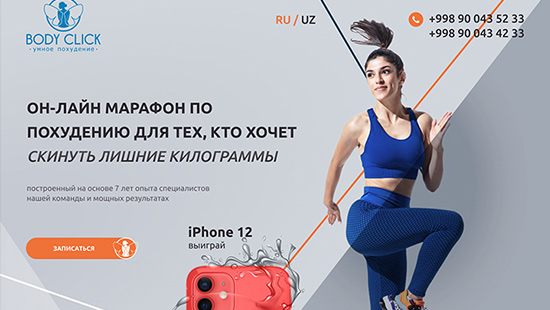 BODY CLICK
умное похудение
RU / UZ
+998 90 043 52 33
+998 90 043 42 33
ОН-ЛАЙН МАРАФОН ПО
ПОХУДЕНИЮ ДЛЯ ТЕХ, КТО ХОЧЕТ
СКИНУТЬ ЛИШНИЕ КИЛОГРАММЫ
построенный на основе 7 лет опыта специалистов
нашей команды и мощных результатах
iPhone 12
выиграй
ЗАПИСАТЬСЯ